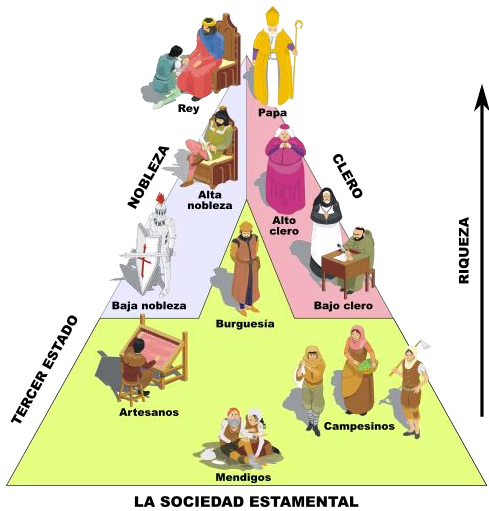 Rey
Papa
NOBLEZA
CLERO
Alta
nobleza
Alto
clero
RIQUEZA
Baja nobleza
Burguesía
Bajo clero
TERCER ESTADO
Artesanos
Campesinos
Mendigos
LA SOCIEDAD ESTAMENTAL